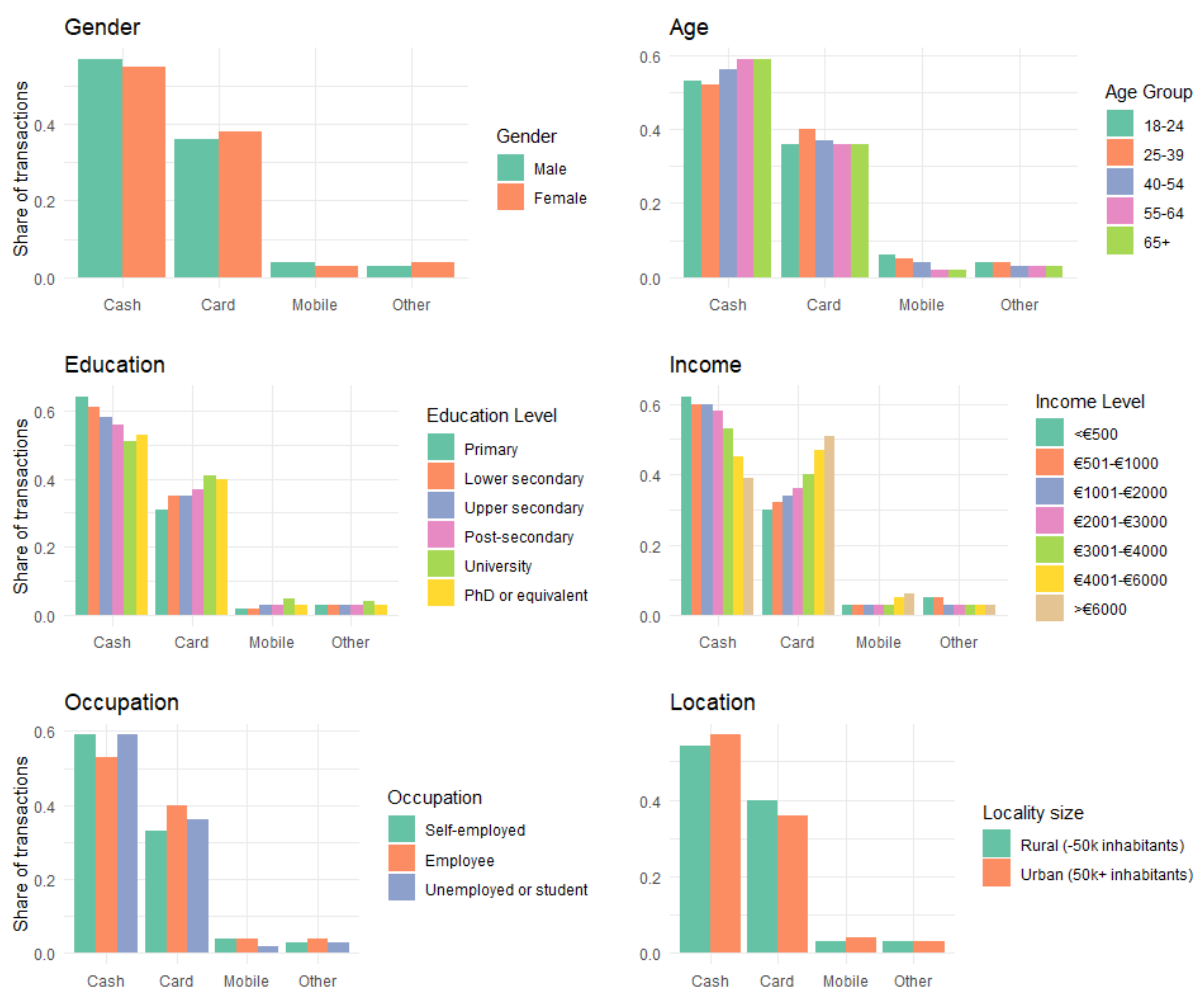 Gender
Share of transactions
0.4
0.2
0.0
Cash Card Mobile Other
Gender
Male
Female
Age
0.6
0.4
0.2
0.0
Cash Card Mobile Other
Age Group
18-24
25-39
40-54
55-64
65+
Education
Share of transactions
0.6
0.4
0.2
0.0
Cash Card Mobile Other
Education Level
Primary
Lower secondary
Upper secondary
Post-secondary
University
PhD or equivalent
Income
0.6
0.4
0.2
0.0
Cash Card Mobile Other
Income Level
<€500
€501-€1000
€1001-€2000
€2001-€3000
€3001-€4000
€4001-€6000
>€6000
Occupation
Share of transactions
0.6
0.4
0.2
0.0
Cash Card Mobile Other
Occupation
Self-employed
Employee
Unemployed or student
Location
0.4
0.2
0.0
Cash Card Mobile Other
Locality size
Rural (-50k inhabitants)
Urban (50k+ inhabitants)